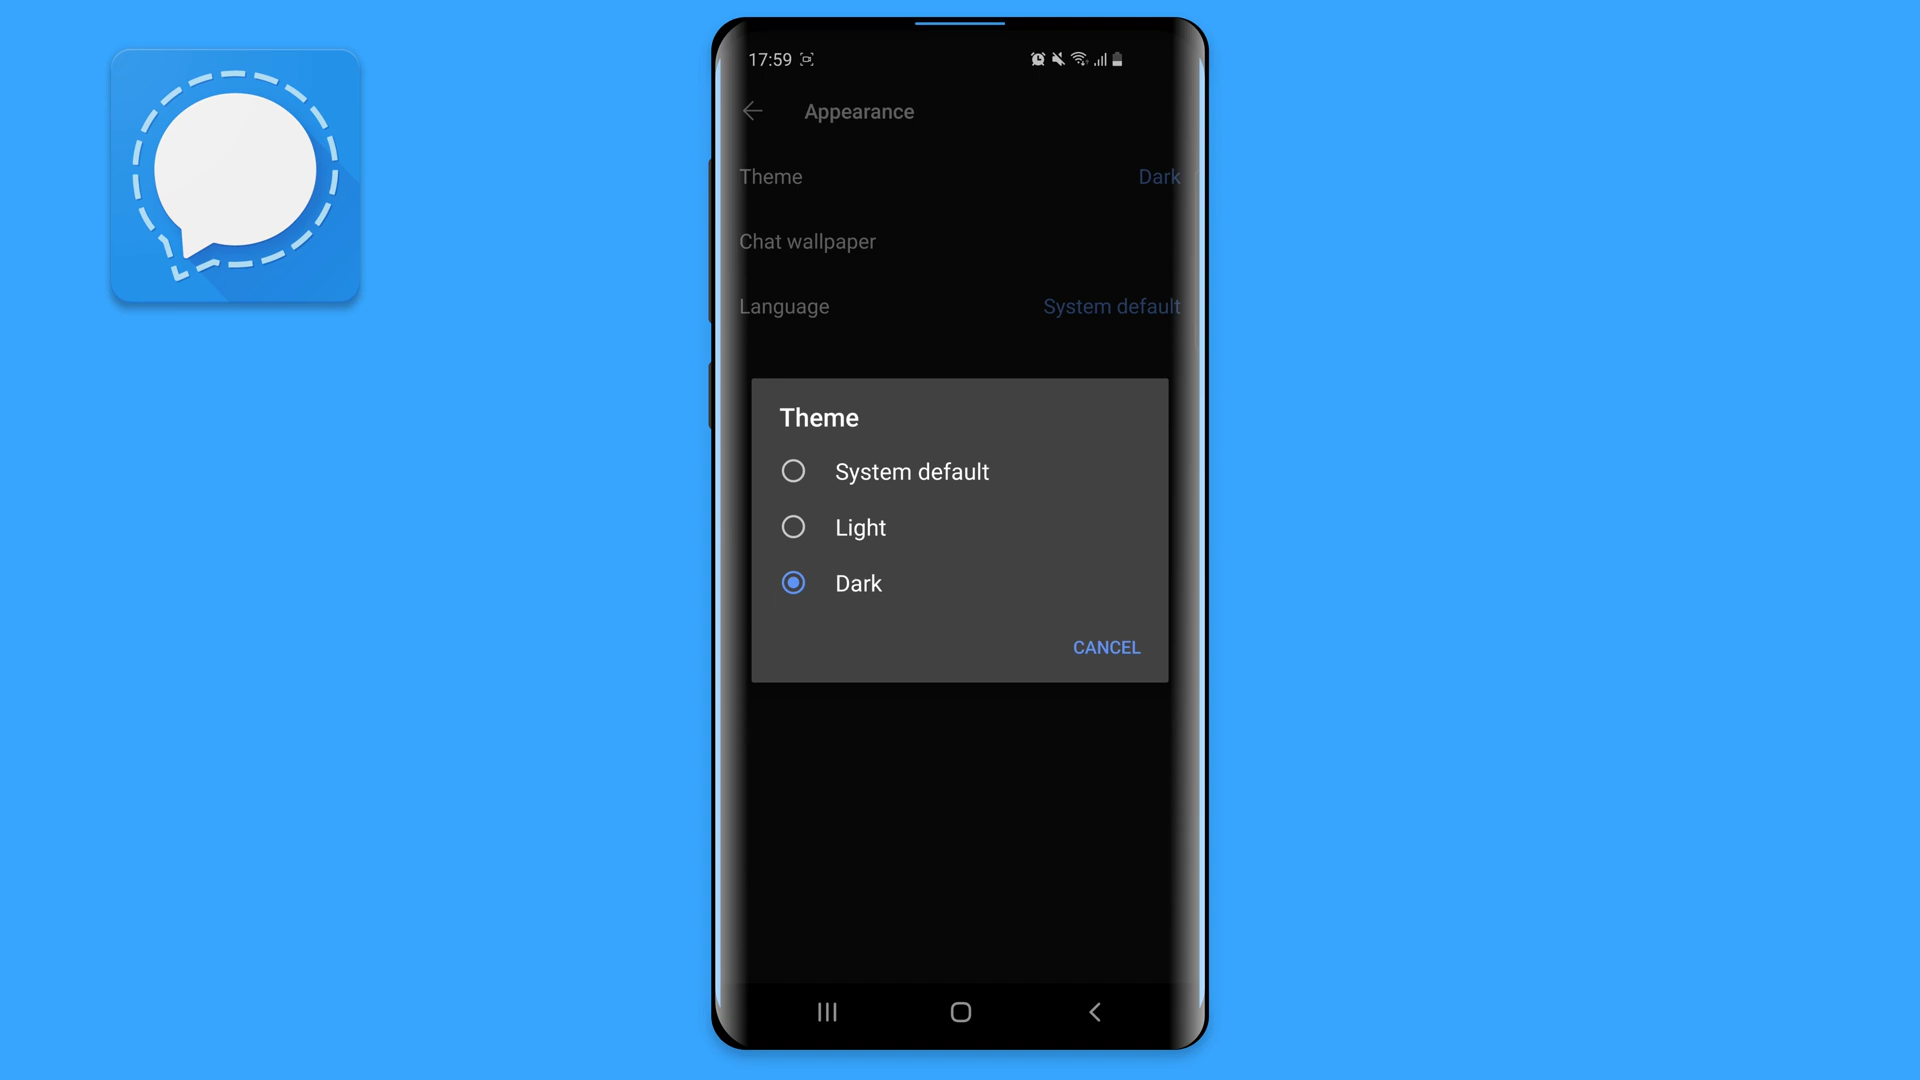 17:59
Appearance
Theme Dark
Chat wallpaper
Language System default
Theme
System default
Light
Dark
CANCEL